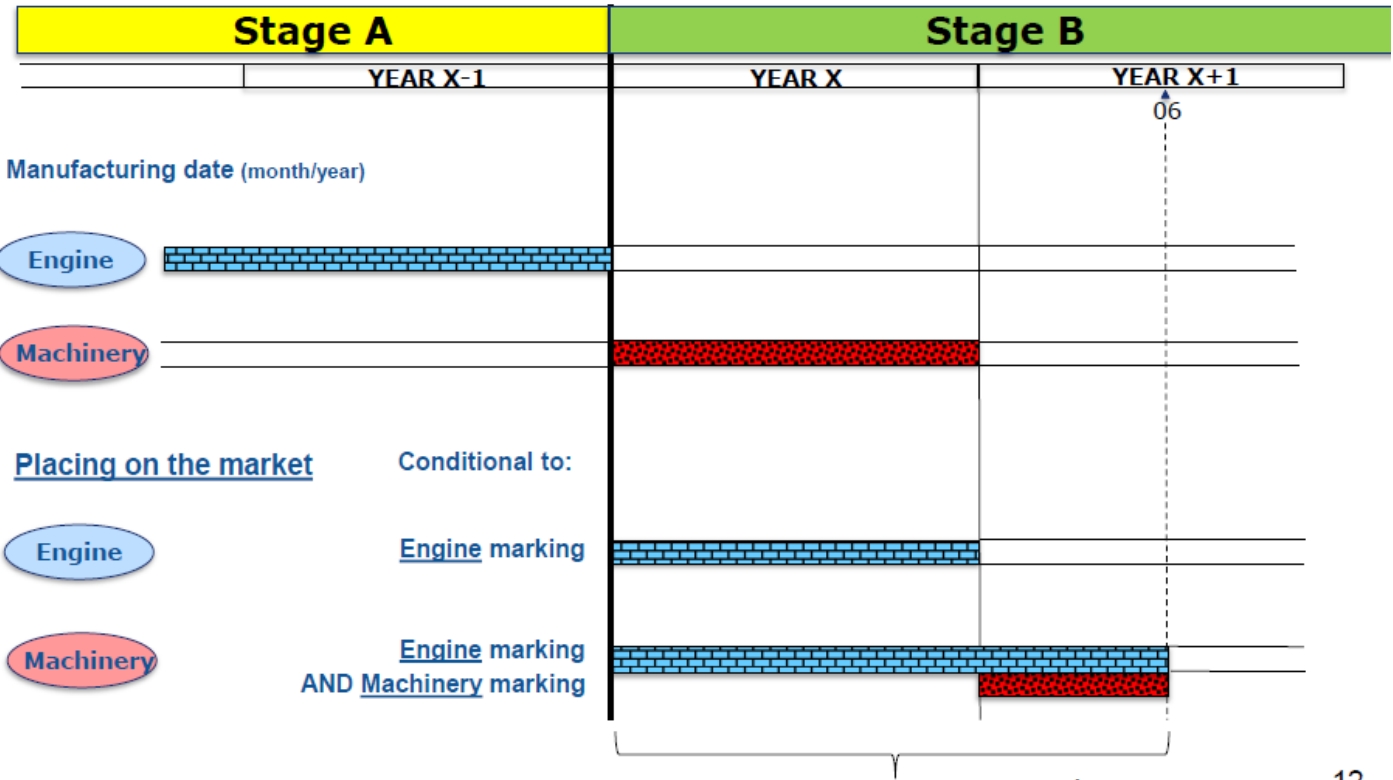 Stage A
Stage B
YEAR X-1
YEAR X
YEAR X+1
06
Manufacturing date (month/year)
Engine
Machinery
Placing on the market
Conditional to:
Engine
Engine marking
Machinery
Engine marking
AND Machinery marking